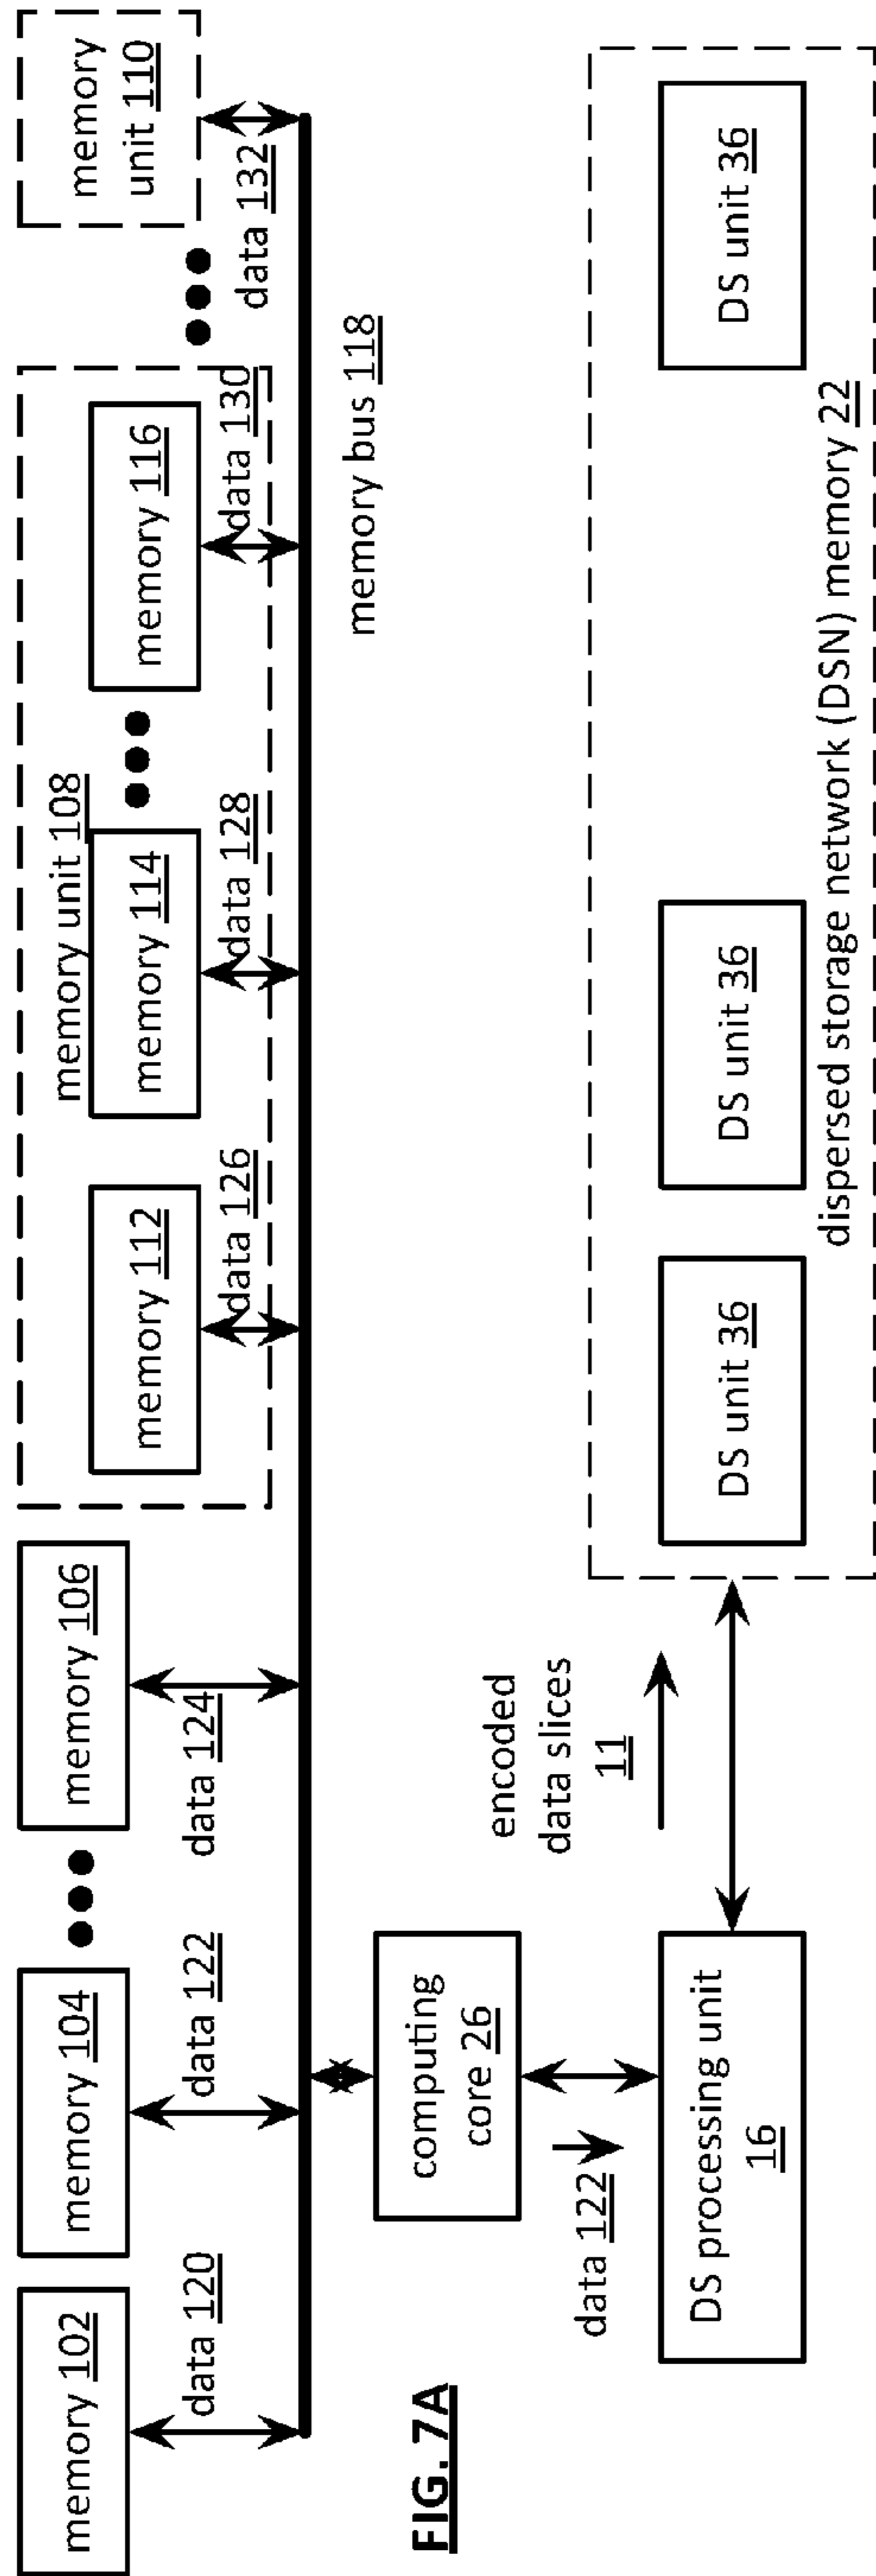 memory 102
memory 104
memory 106
memory unit 108
memory 112
memory 114
memory 116
memory
unit 110
data 120
data 122
data 124
data 126
data 128
data 130
data 132
memory bus 118
computing
core 26
data 122
encoded
data slices
11
DS processing unit
16
DS unit 36
DS unit 36
DS unit 36
dispersed storage network (DSN) memory 22
FIG. 7A